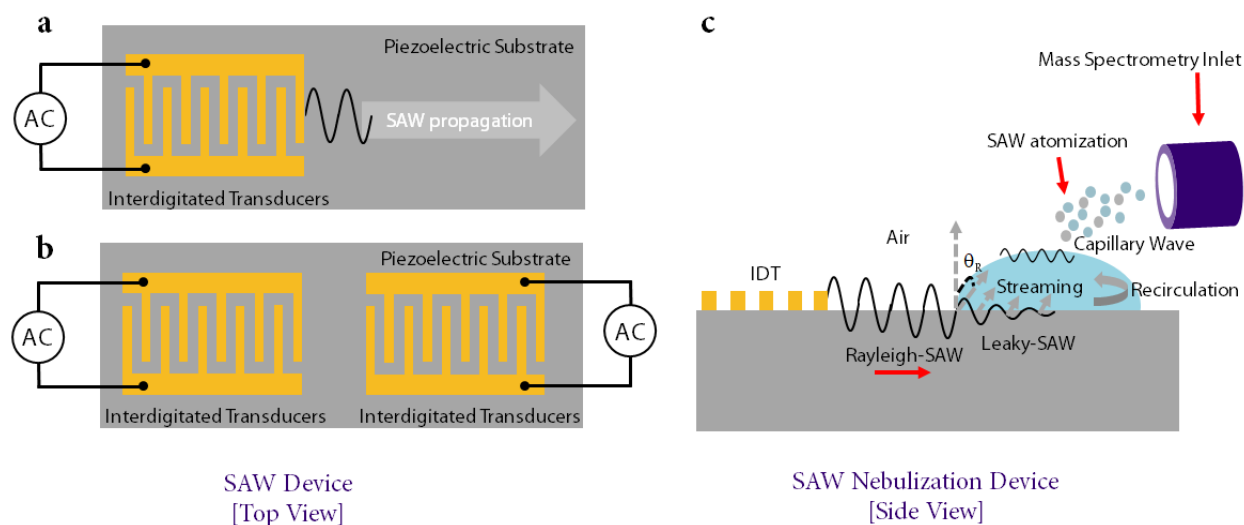 a
Piezoelectric Substrate
AC
SAW propagation
Interdigitated Transducers
b
Piezoelectric Substrate
AC
AC
Interdigitated Transducers
Interdigitated Transducers
SAW Device
[Top View]
c
Mass Spectrometry Inlet
SAW atomization
Air
Capillary Wave
θR
IDT
Streaming
Recirculation
Rayleigh-SAW
Leaky-SAW
SAW Nebulization Device
[Side View]